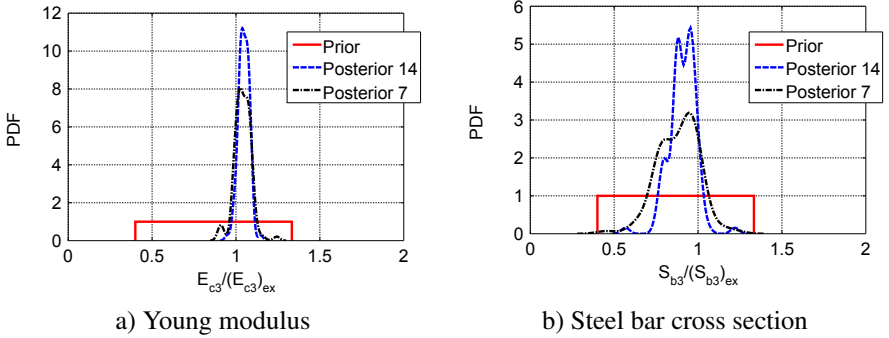 12
10
8
6
4
2
0
PDF
0
0.5
1
1.5
2
E_c3/(E_c3)_ex
Prior
Posterior 14
Posterior 7
a) Young modulus
6
5
4
3
2
1
0
PDF
0
0.5
1
1.5
2
S_b3/(S_b3)_ex
Prior
Posterior 14
Posterior 7
b) Steel bar cross section